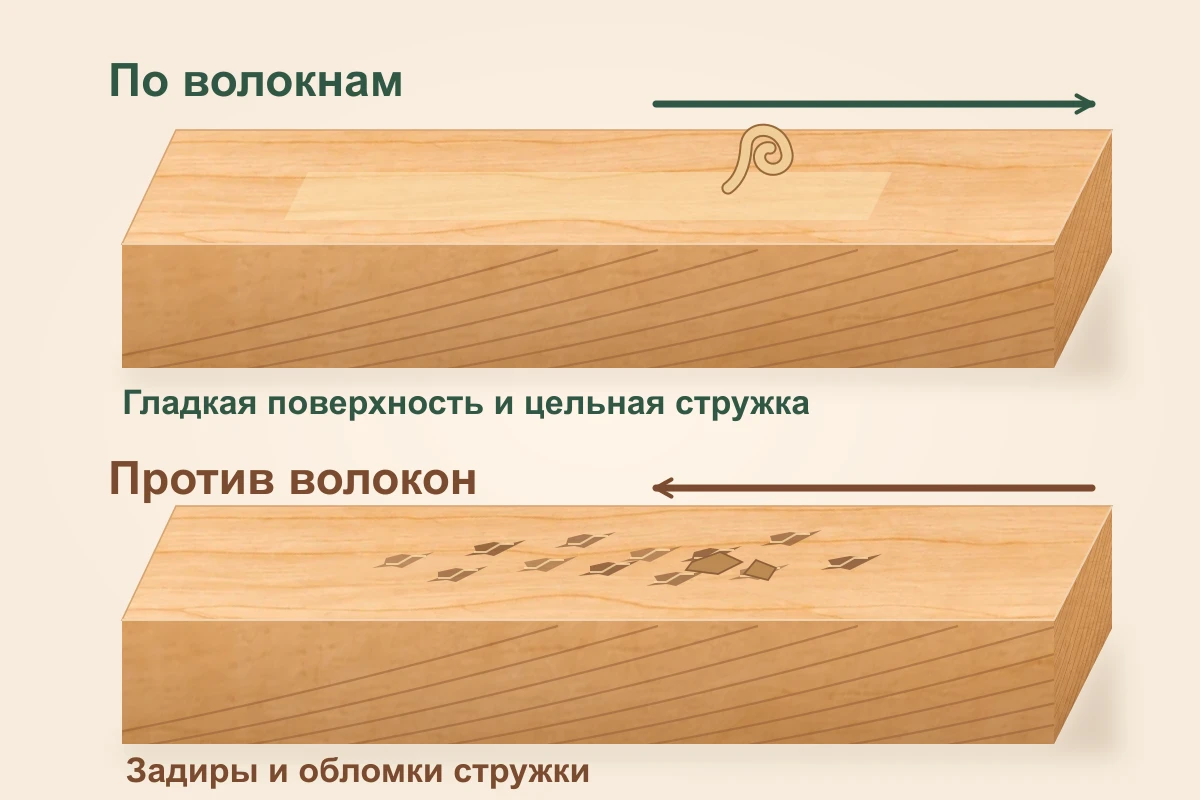 По волокнам
Гладкая поверхность и цельная стружка
Против волокон
Задиры и обломки стружки